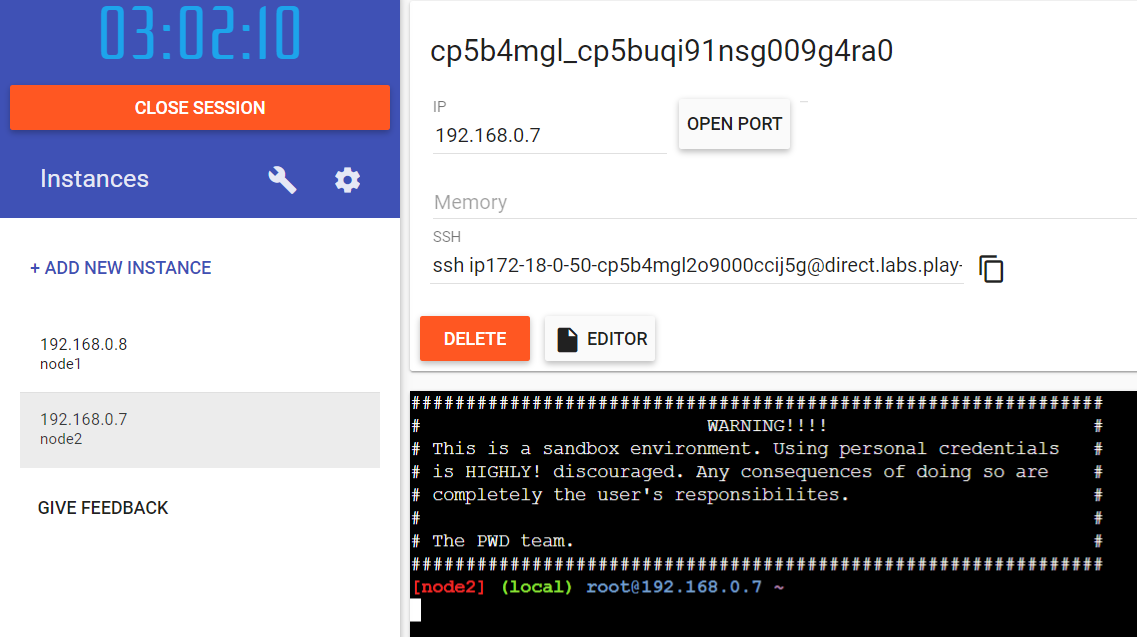 03:02:10
CLOSE SESSION
Instances
+ ADD NEW INSTANCE
192.168.0.8
node1
192.168.0.7
node2
GIVE FEEDBACK
cp5b4mgl_cp5buqi91nsg009g4ra0
IP
192.168.0.7
OPEN PORT
Memory
SSH
ssh ip172-18-0-50-cp5b4mgl2o9000ccij5g@direct.labs.play-
DELETE
EDITOR
###############################################################
# WARNING!!!! #
# This is a sandbox environment. Using personal credentials #
# is HIGHLY! discouraged. Any consequences of doing so are #
# completely the user's responsibilites. #
# #
# The PWD team. #
###############################################################
[node2] (local) root@192.168.0.7 ~